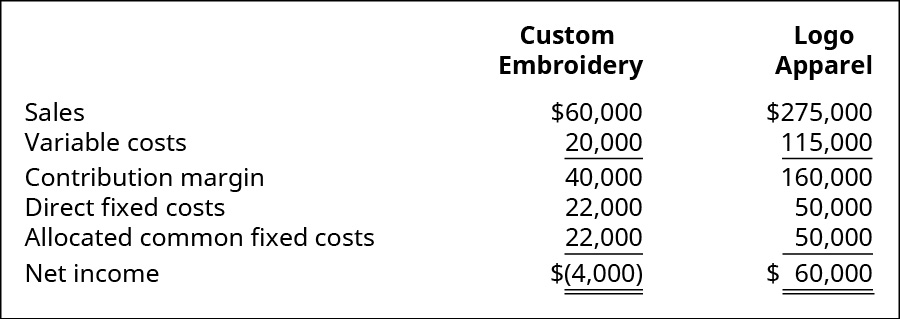 Custom Logo
Embroidery Apparel
Sales $60,000 $275,000
Variable costs 20,000 115,000
Contribution margin 40,000 160,000
Direct fixed costs 22,000 50,000
Allocated common fixed costs 22,000 50,000
Net income $(4,000) $ 60,000